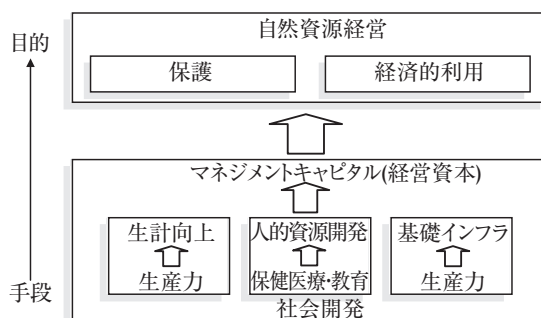 目的
自然資源経営
保護
経済的利用
マネジメントキャピタル(経営資本)
生計向上
人的資源開発
基礎インフラ
生産力
保健医療・教育
生産力
手段
社会開発